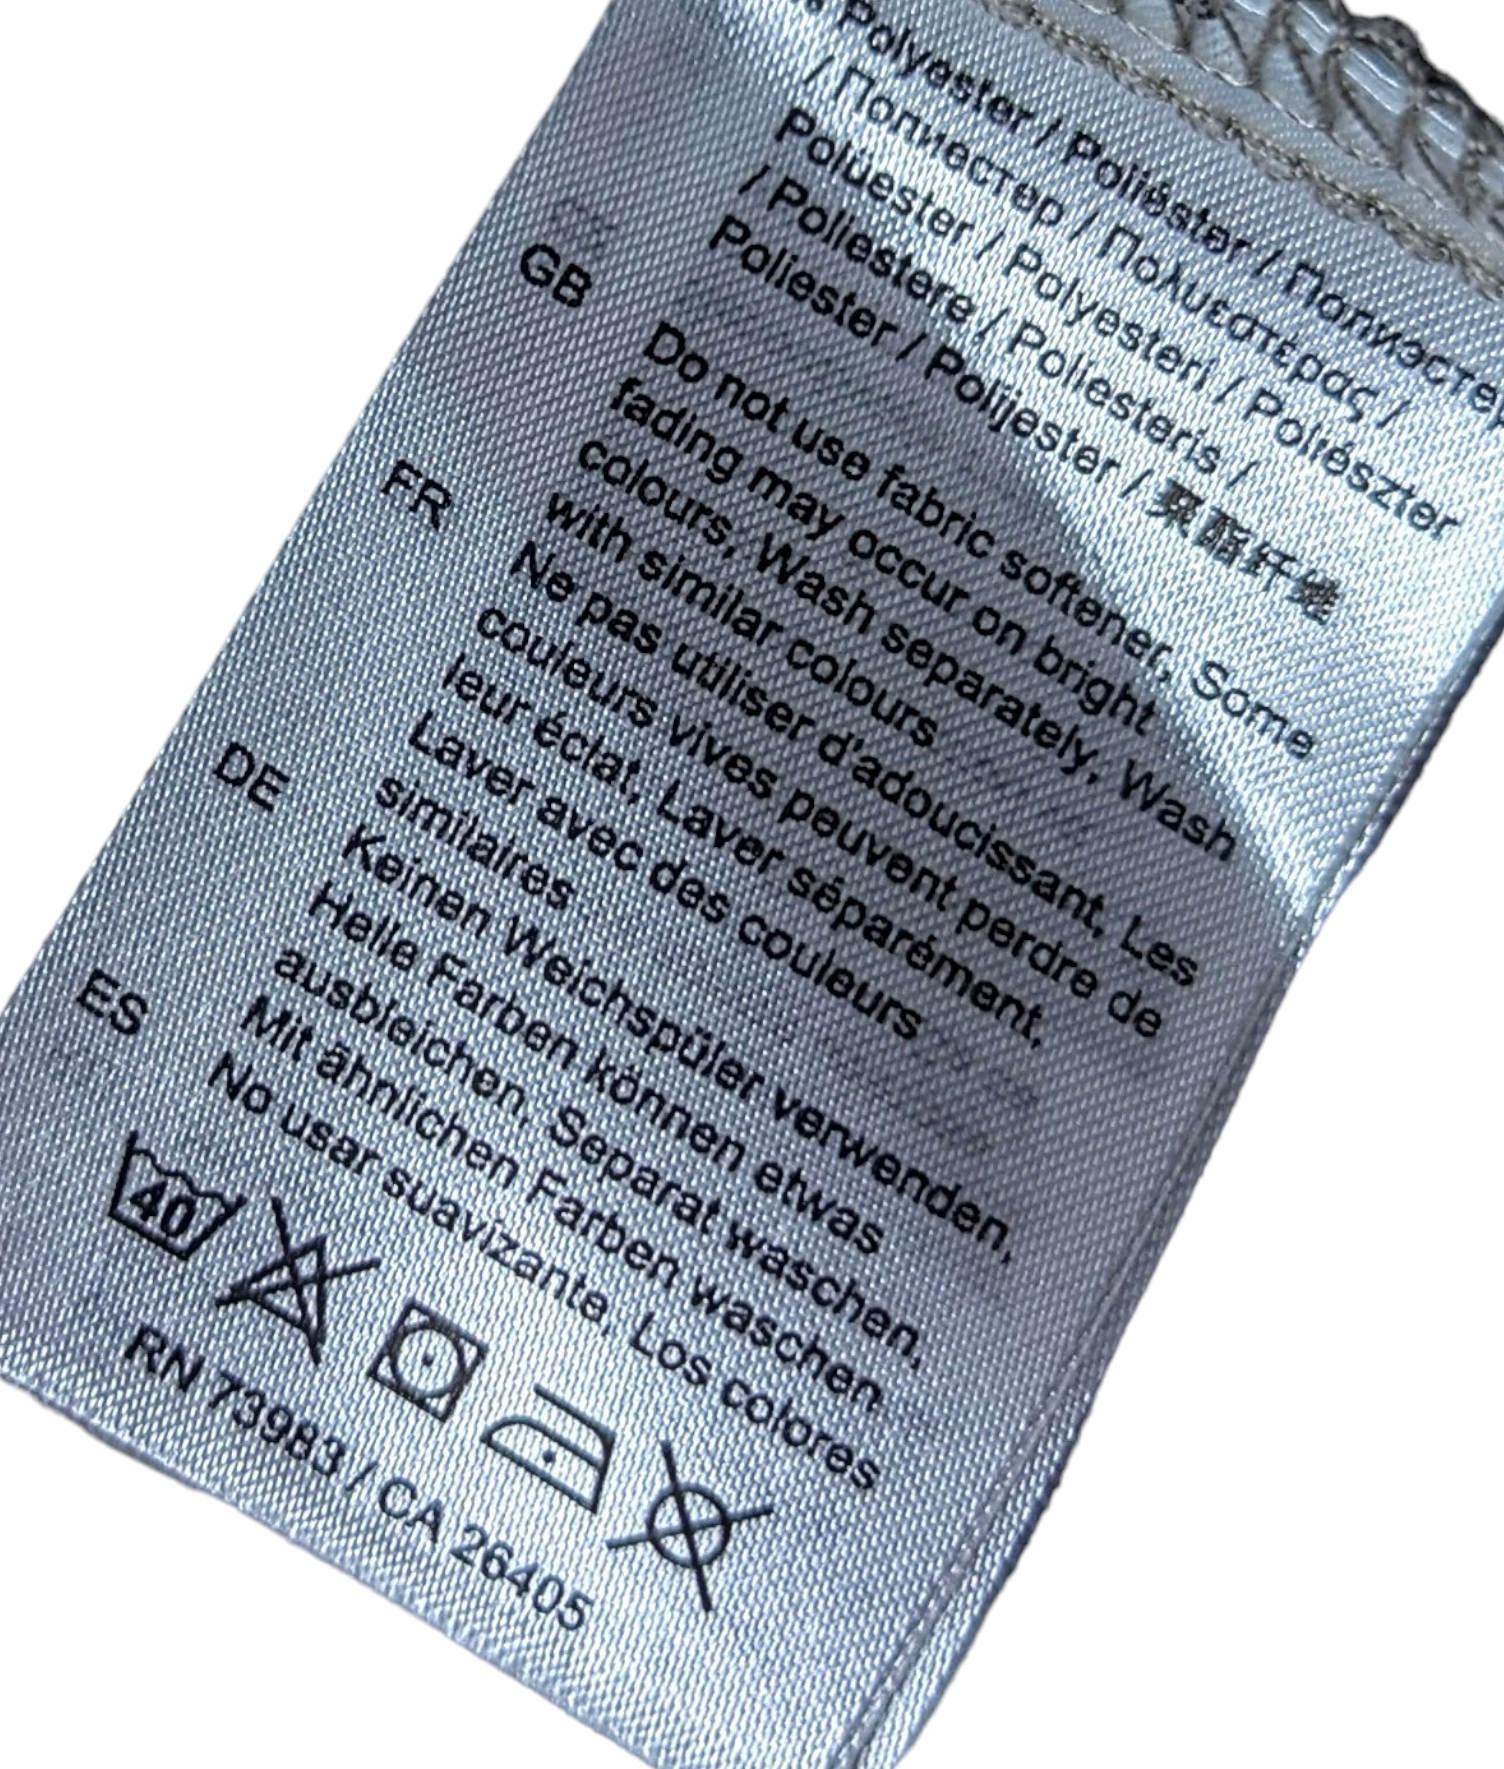 Polyester / Poliéster / Полиэстер
/ Полиестер / Πολυεστερας /
Polüester / Polyesteri / Poliészter
/ Poliestere / Poliesteris /
Poliester / Polijester / 聚酯纤维
GB Do not use fabric softener, Some
fading may occur on bright
colours, Wash separately, Wash
with similar colours
FR Ne pas utiliser d'adoucissant, Les
couleurs vives peuvent perdre de
leur éclat, Laver séparément,
Laver avec des couleurs
similaires
DE Keinen Weichspüler verwenden,
Helle Farben können etwas
ausbleichen, Separat waschen,
Mit ähnlichen Farben waschen
ES No usar suavizante, Los colores
40
RN 73983 / CA 26405